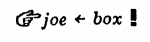 ☞ joe ← box !